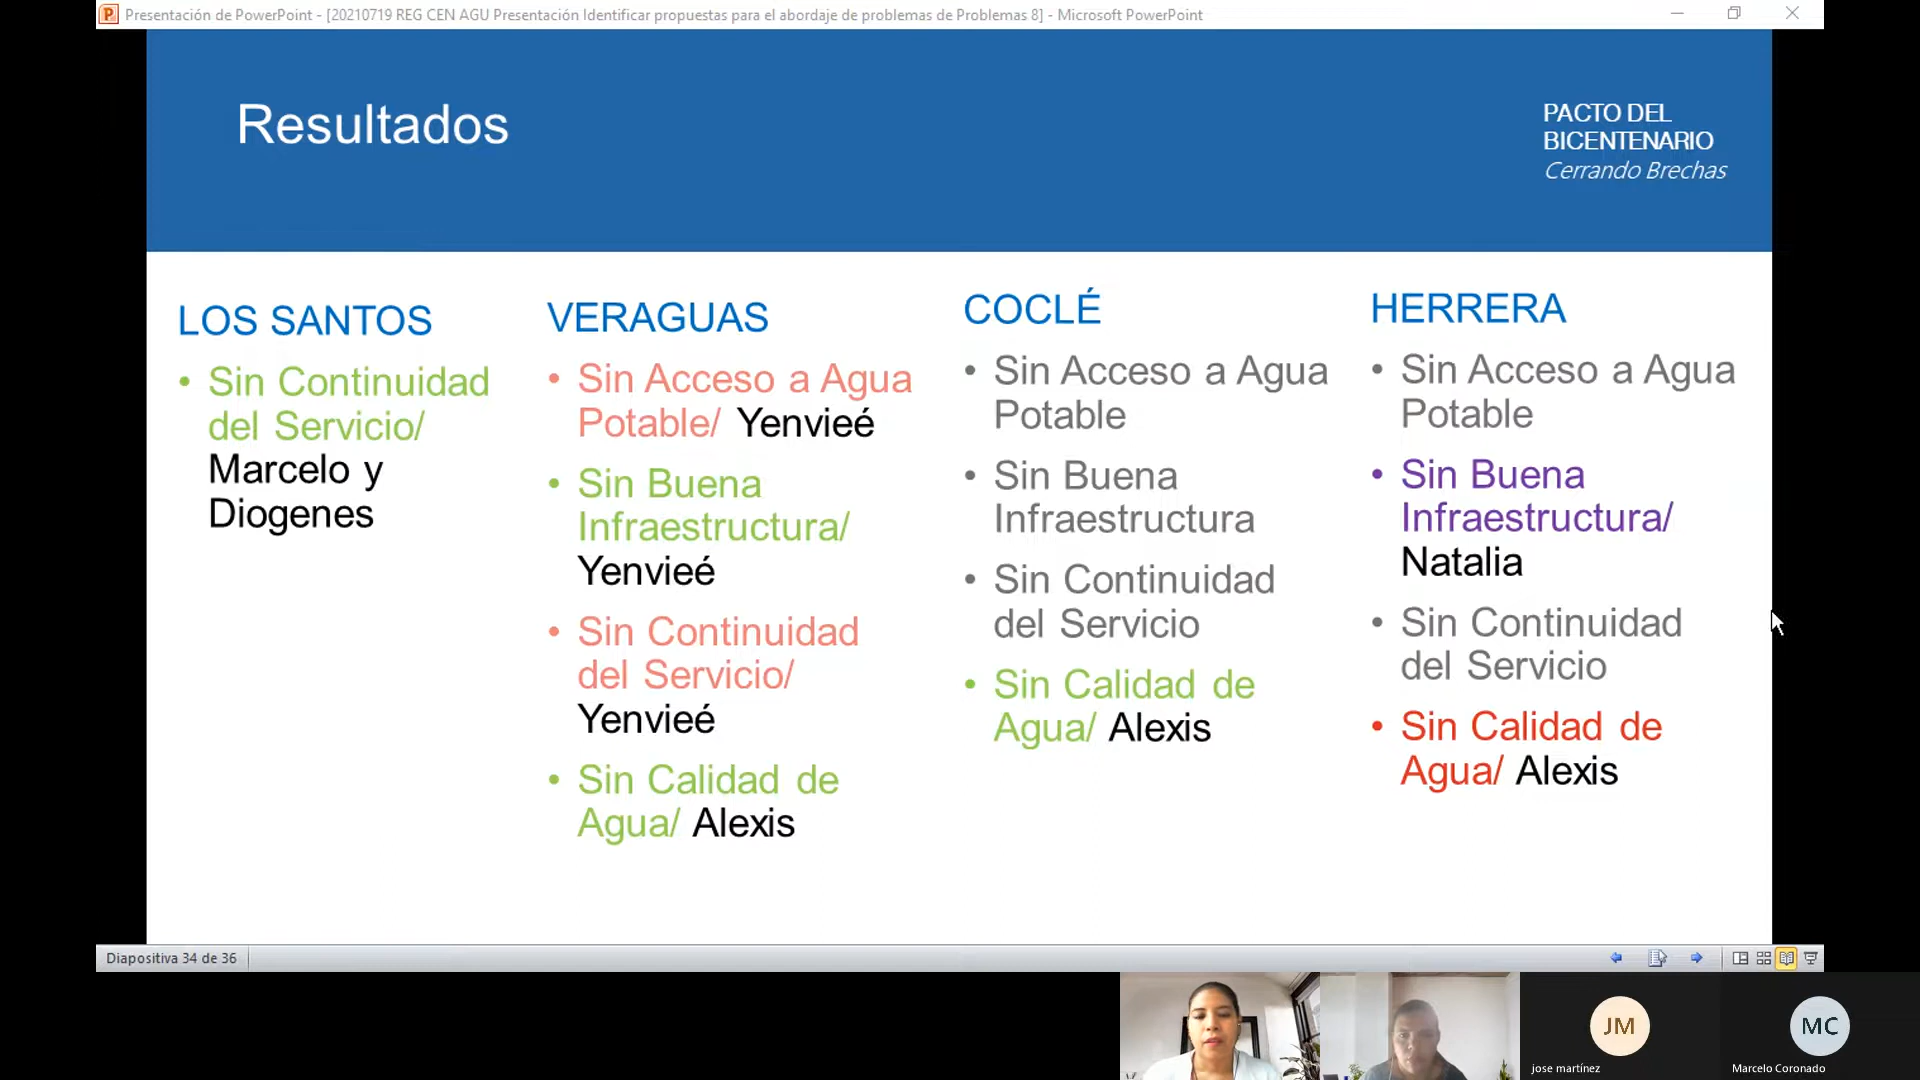 Presentación de PowerPoint - [20210719 REG CEN AGU Presentación Identificar propuestas para el abordaje de problemas de Problemas 8] - Microsoft PowerPoint
Resultados
PACTO DEL
BICENTENARIO
Cerrando Brechas
LOS SANTOS
• Sin Continuidad
del Servicio/
Marcelo y
Diogenes
VERAGUAS
• Sin Acceso a Agua
Potable/ Yenvieé
• Sin Buena
Infraestructura/
Yenvieé
• Sin Continuidad
del Servicio/
Yenvieé
• Sin Calidad de
Agua/ Alexis
COCLÉ
• Sin Acceso a Agua
Potable
• Sin Buena
Infraestructura
• Sin Continuidad
del Servicio
• Sin Calidad de
Agua/ Alexis
HERRERA
• Sin Acceso a Agua
Potable
• Sin Buena
Infraestructura/
Natalia
• Sin Continuidad
del Servicio
• Sin Calidad de
Agua/ Alexis
Diapositiva 34 de 36
JM
jose martínez
MC
Marcelo Coronado